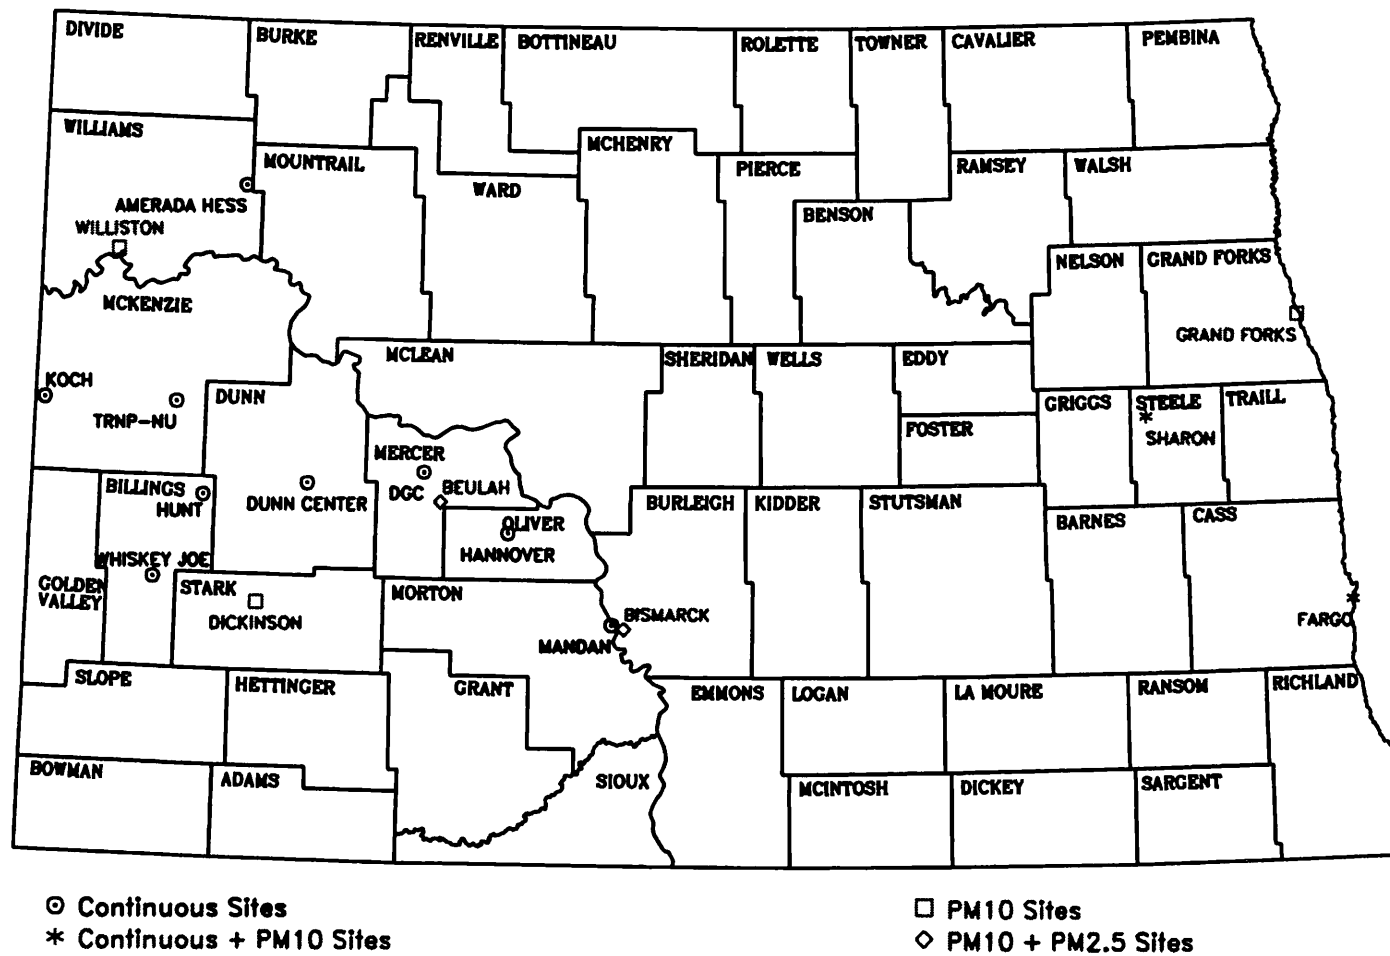 DIVIDE
BURKE
RENVILLE
BOTTINEAU
ROLETTE
TOWNER
CAVALIER
PEMBINA
WILLIAMS
MOUNTRAIL
WARD
MCHENRY
PIERCE
RAMSEY
WALSH
AMERADA HESS
WILLISTON
BENSON
NELSON
GRAND FORKS
MCKENZIE
GRAND FORKS
MCLEAN
SHERIDAN
WELLS
EDDY
KOCH
TRNP-NU
DUNN
GRIGGS
STEELE
TRAILL
SHARON
FOSTER
MERCER
DGC
BEULAH
BILLINGS
HUNT
DUNN CENTER
BURLEIGH
KIDDER
STUTSMAN
BARNES
CASS
OLIVER
HANNOVER
WHISKEY JOE
GOLDEN
VALLEY
STARK
DICKINSON
MORTON
BISMARCK
MANDAN
FARGO
SLOPE
HETTINGER
GRANT
EMMONS
LOGAN
LA MOURE
RANSOM
RICHLAND
BOWMAN
ADAMS
SIOUX
MCINTOSH
DICKEY
SARGENT
Continuous Sites
Continuous + PM10 Sites
PM10 Sites
PM10 + PM2.5 Sites